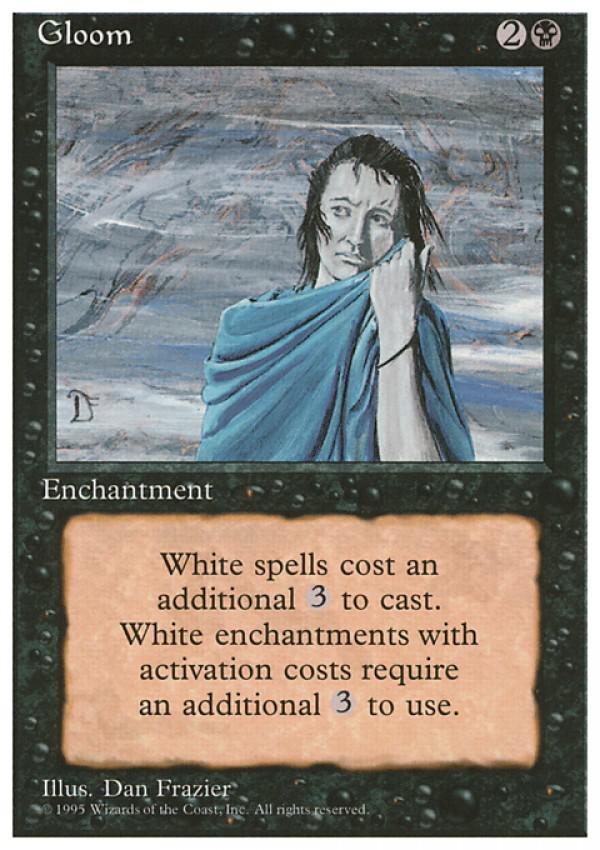 Gloom 2
DF
Enchantment
White spells cost an
additional 3 to cast.
White enchantments with
activation costs require
an additional 3 to use.
Illus. Dan Frazier
© 1995 Wizards of the Coast, Inc. All rights reserved.